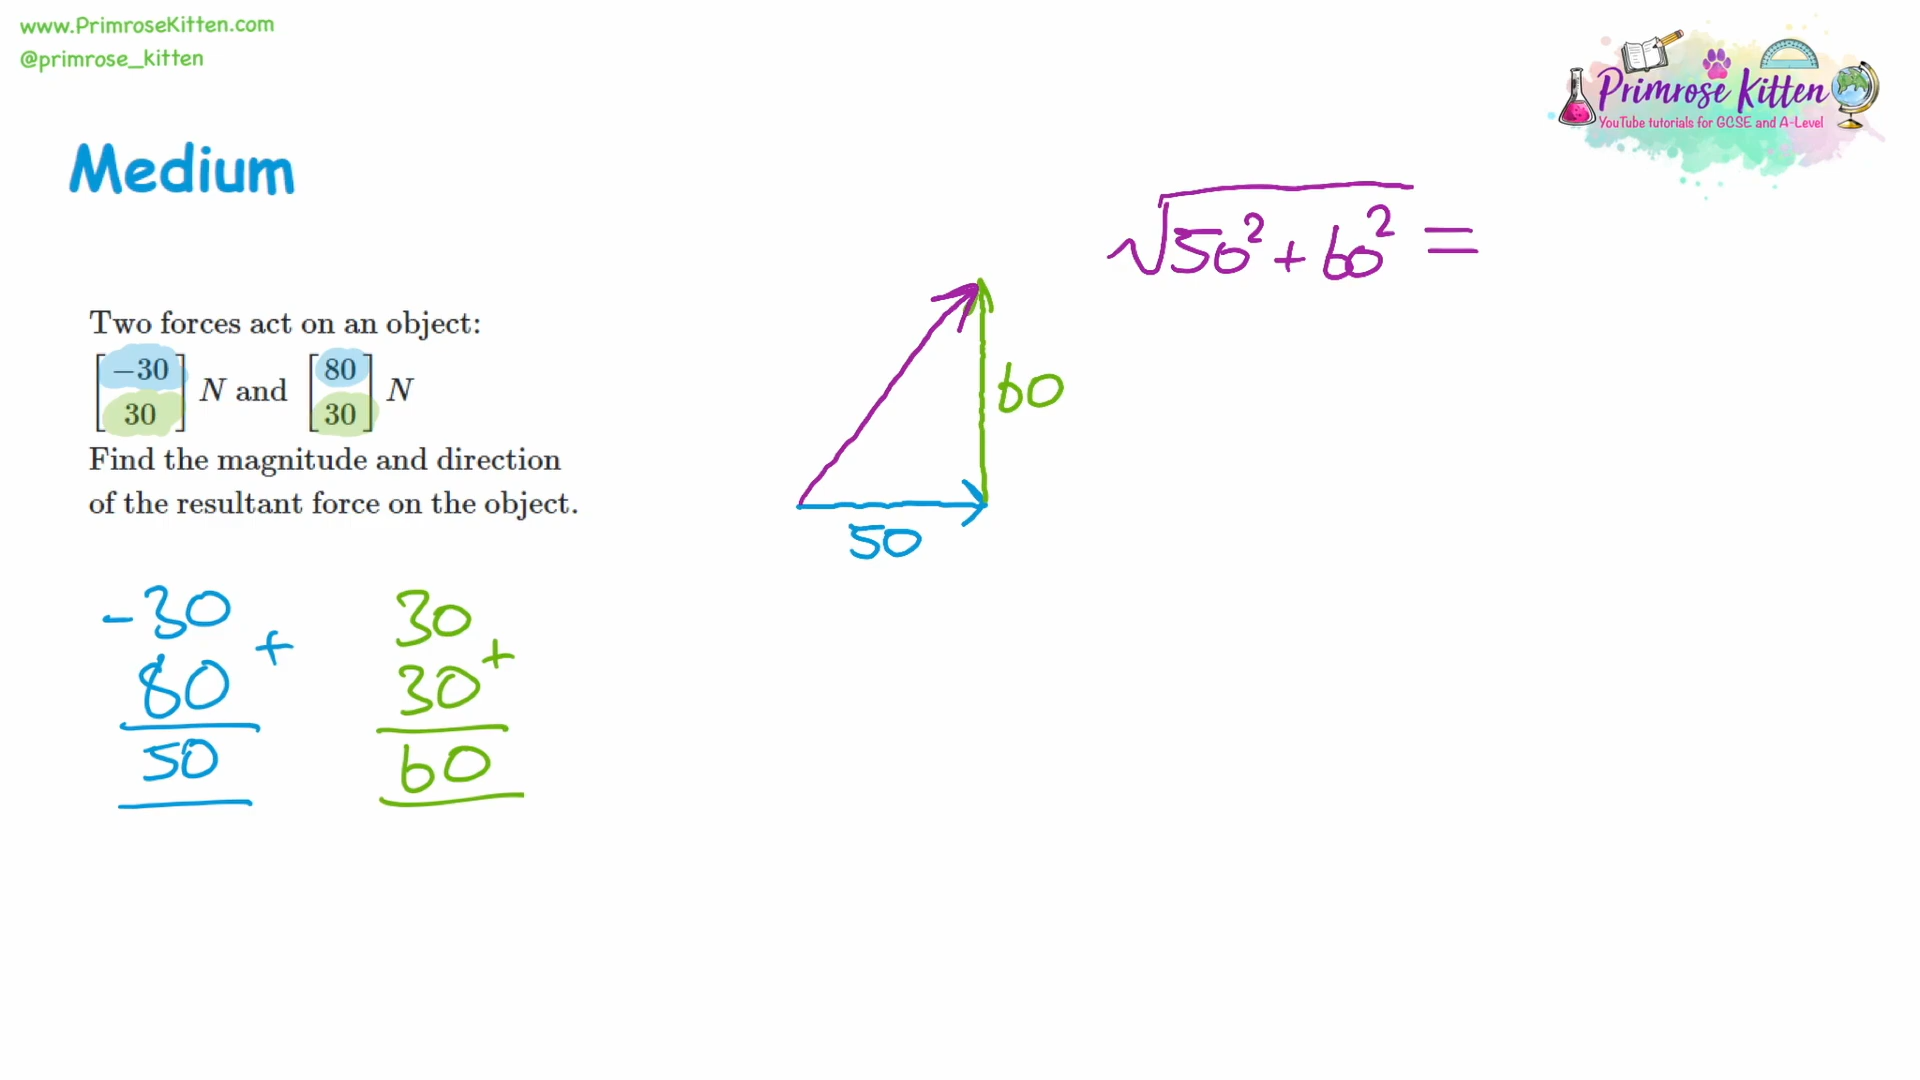 www.PrimroseKitten.com
@primrose_kitten
Primrose Kitten
YouTube tutorials for GCSE and A-Level
Medium
√50² + 60² =
Two forces act on an object:
[−30 30] N and [80 30] N
Find the magnitude and direction
of the resultant force on the object.
60
50
-30
80 +
50
30
30 +
60